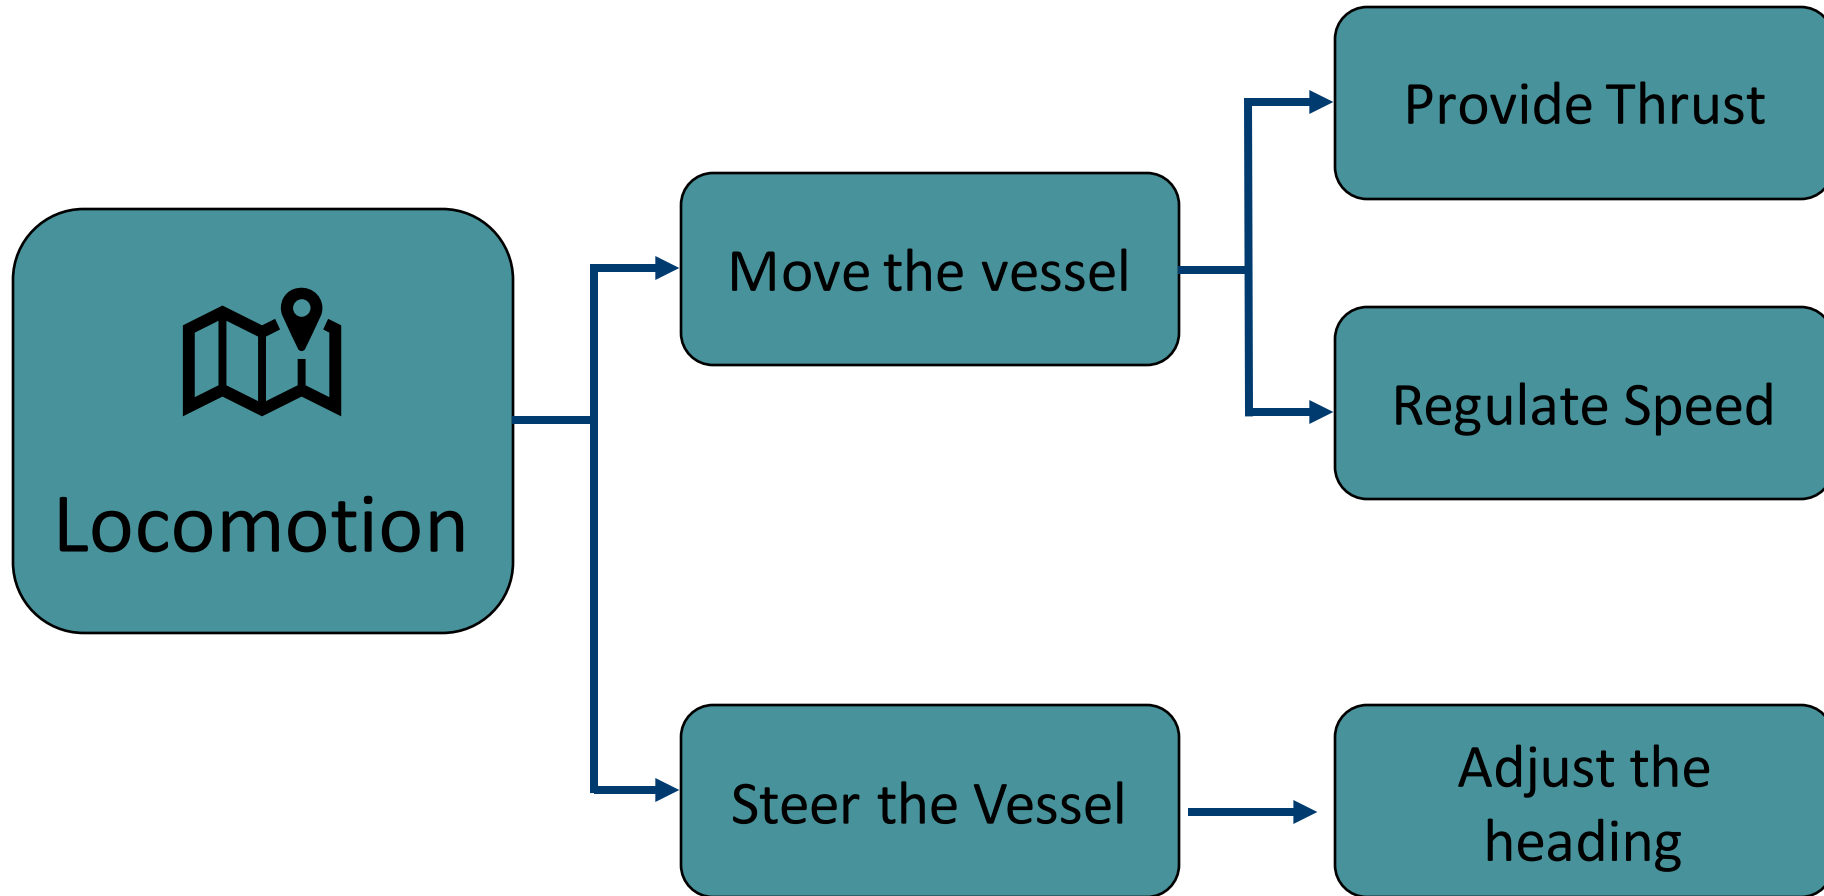 Locomotion
Move the vessel
Provide Thrust
Regulate Speed
Steer the Vessel
Adjust the
heading